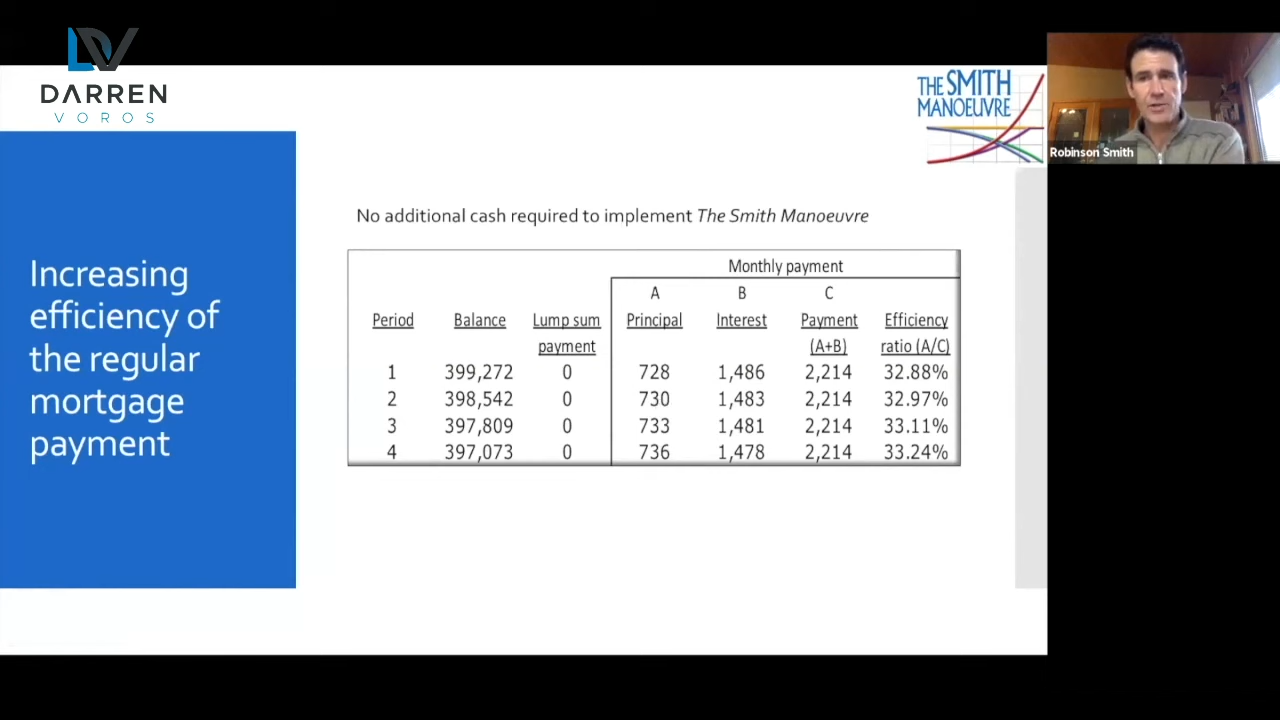 DARREN
VOROS
THE SMITH
MANOEUVRE
Robinson Smith
Increasing
efficiency of
the regular
mortgage
payment
No additional cash required to implement The Smith Manoeuvre
Monthly payment
A B C
Period Balance Lump sum Principal Interest Payment Efficiency
payment (A+B) ratio (A/C)
1 399,272 0 728 1,486 2,214 32.88%
2 398,542 0 730 1,483 2,214 32.97%
3 397,809 0 733 1,481 2,214 33.11%
4 397,073 0 736 1,478 2,214 33.24%